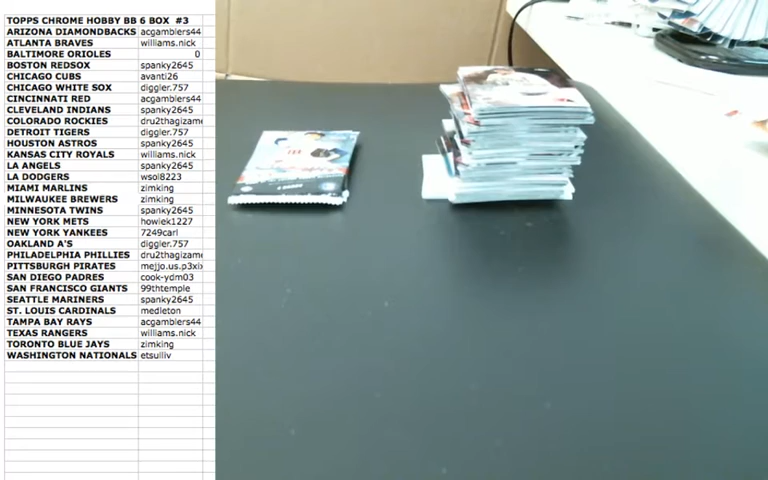 TOPPS CHROME HOBBY BB 6 BOX #3
ARIZONA DIAMONDBACKS acgamblers44
ATLANTA BRAVES williams.nick
BALTIMORE ORIOLES 0
BOSTON REDSOX spanky2645
CHICAGO CUBS avanti26
CHICAGO WHITE SOX diggler.757
CINCINNATI RED acgamblers44
CLEVELAND INDIANS spanky2645
COLORADO ROCKIES dru2thagizame
DETROIT TIGERS diggler.757
HOUSTON ASTROS spanky2645
KANSAS CITY ROYALS williams.nick
LA ANGELS spanky2645
LA DODGERS wsol8223
MIAMI MARLINS zimking
MILWAUKEE BREWERS zimking
MINNESOTA TWINS spanky2645
NEW YORK METS howiek1227
NEW YORK YANKEES 7249carl
OAKLAND A'S diggler.757
PHILADELPHIA PHILLIES dru2thagizame
PITTSBURGH PIRATES mejjo.us.p3xix
SAN DIEGO PADRES cook-ydm03
SAN FRANCISCO GIANTS 99thtemple
SEATTLE MARINERS spanky2645
ST. LOUIS CARDINALS medleton
TAMPA BAY RAYS acgamblers44
TEXAS RANGERS williams.nick
TORONTO BLUE JAYS zimking
WASHINGTON NATIONALS etsulliv